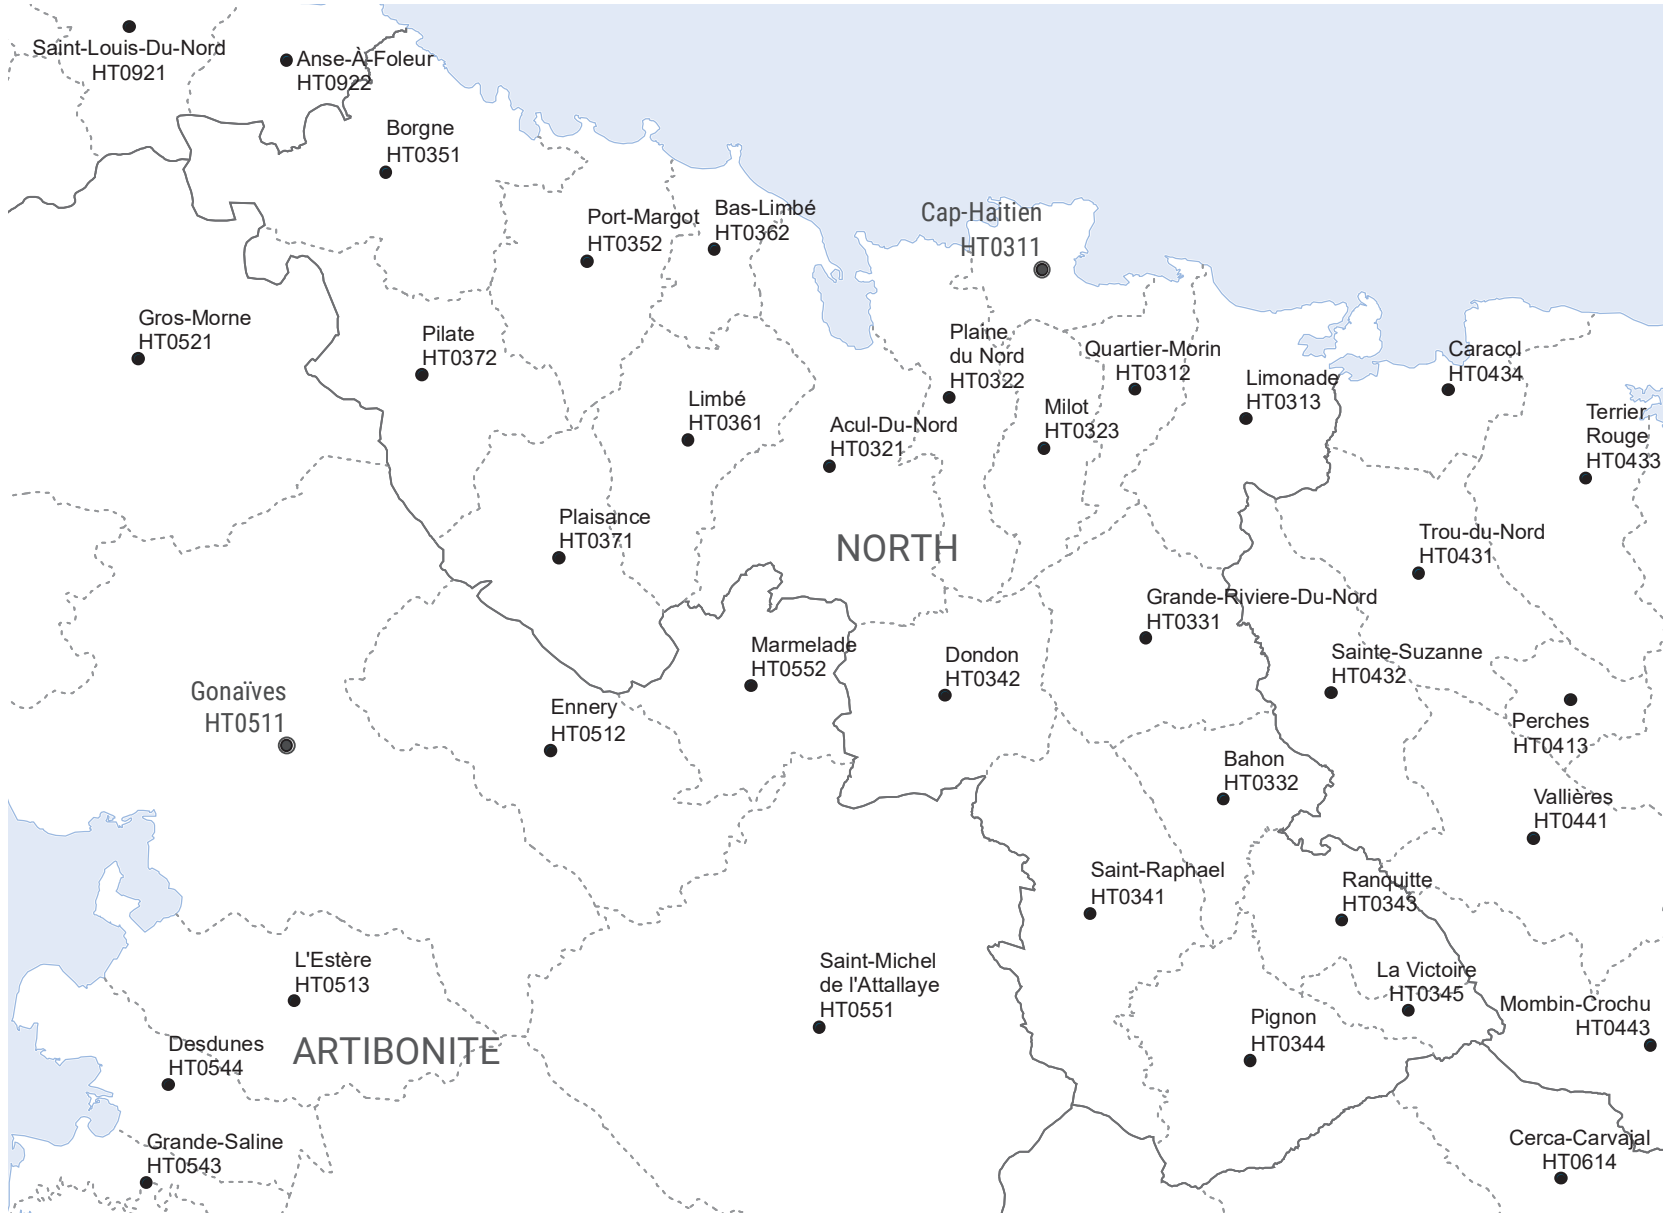 Saint-Louis-Du-Nord
HT0921
Anse-À-Foleur
HT0922
Borgne
HT0351
Port-Margot
HT0352
Bas-Limbé
HT0362
Cap-Haitien
HT0311
Gros-Morne
HT0521
Pilate
HT0372
Plaine
du Nord
HT0322
Quartier-Morin
HT0312
Limonade
HT0313
Caracol
HT0434
Limbé
HT0361
Acul-Du-Nord
HT0321
Milot
HT0323
Terrier
Rouge
HT0433
Plaisance
HT0371
NORTH
Trou-du-Nord
HT0431
Grande-Riviere-Du-Nord
HT0331
Marmelade
HT0552
Dondon
HT0342
Sainte-Suzanne
HT0432
Gonaïves
HT0511
Ennery
HT0512
Perches
HT0413
Bahon
HT0332
Vallières
HT0441
Saint-Raphael
HT0341
Ranquitte
HT0343
L'Estère
HT0513
Saint-Michel
de l'Attallaye
HT0551
La Victoire
HT0345
Mombin-Crochu
HT0443
Desdunes
HT0544
ARTIBONITE
Pignon
HT0344
Grande-Saline
HT0543
Cerca-Carvajal
HT0614